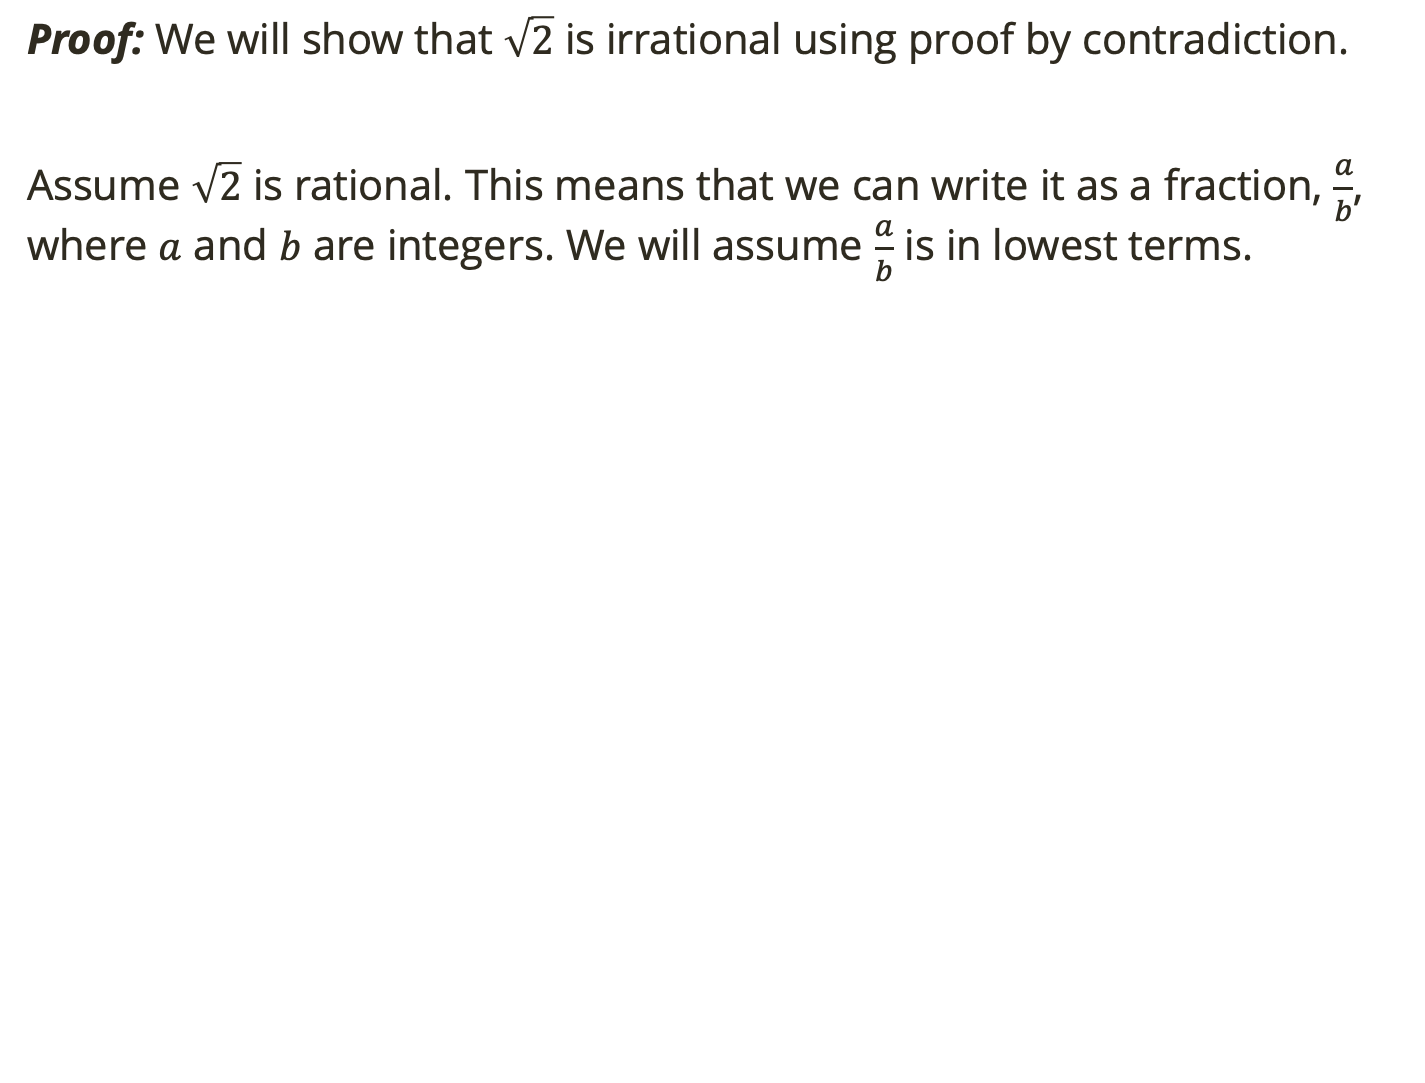 Proof: We will show that √2 is irrational using proof by contradiction.
Assume √2 is rational. This means that we can write it as a fraction, a/b,
where a and b are integers. We will assume a/b is in lowest terms.